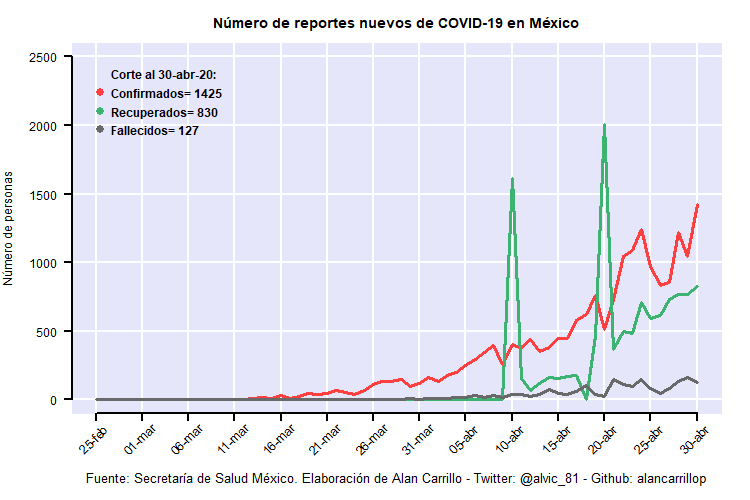 Número de reportes nuevos de COVID-19 en México
Número de personas
2500
2000
1500
1000
500
0
Corte al 30-abr-20:
Confirmados= 1425
Recuperados= 830
Fallecidos= 127
25-feb
01-mar
06-mar
11-mar
16-mar
21-mar
26-mar
31-mar
05-abr
10-abr
15-abr
20-abr
25-abr
30-abr
Fuente: Secretaría de Salud México. Elaboración de Alan Carrillo - Twitter: @alvic_81 - Github: alancarrillop